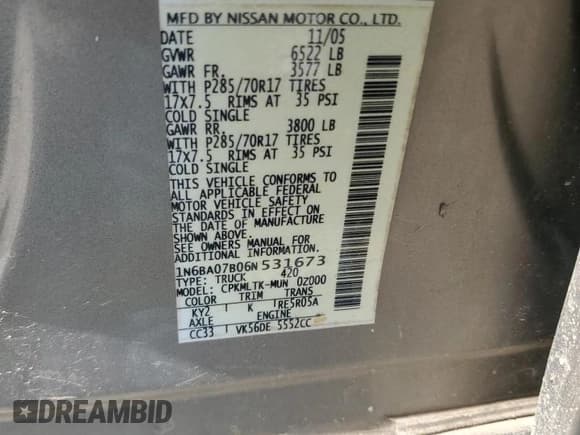 MFD BY NISSAN MOTOR CO., LTD.
DATE 11/05
GVWR 6522 LB
GAWR FR. 3577 LB
WITH P285/70R17 TIRES
17X7.5 RIMS AT 35 PSI
COLD SINGLE
GAWR RR. 3800 LB
WITH P285/70R17 TIRES
17X7.5 RIMS AT 35 PSI
COLD SINGLE
THIS VEHICLE CONFORMS TO
ALL APPLICABLE FEDERAL
MOTOR VEHICLE SAFETY
STANDARDS IN EFFECT ON
THE DATE OF MANUFACTURE
SHOWN ABOVE.
SEE OWNERS MANUAL FOR
ADDITIONAL INFORMATION.
1N6BA07B06N531673
TYPE: TRUCK 420
MODEL: CPKMLTK-MUN 0Z000
COLOR TRIM TRANS
KY2 K RE5R05A
AXLE ENGINE
CC33 VK56DE 5552CC
DREAMBID